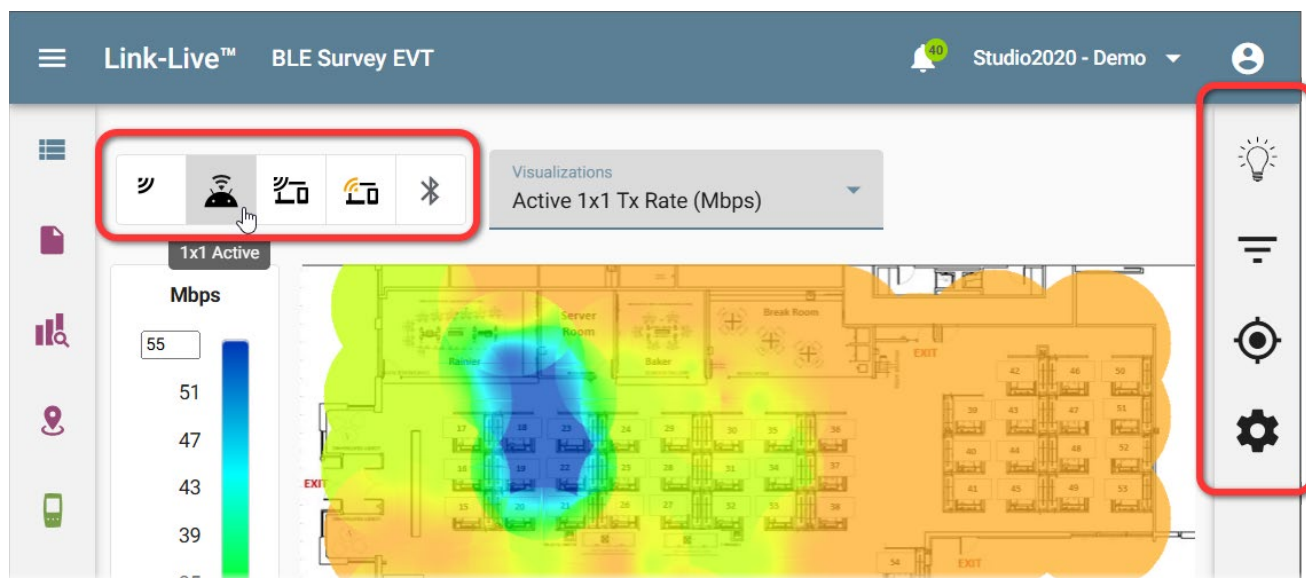 Link-Live™ BLE Survey EVT 40 Studio2020 - Demo
Visualizations
Active 1x1 Tx Rate (Mbps)
1x1 Active
Mbps
55
51
47
43
39
Server
Room
Break Room
Rainier
Baker
EXIT
42 46 50
39 43 47 51
40 44 48 52
41 45 49 53
17 18 23 24 29 30 35 36
16 19 22 25 28 31 34 37
15 20 21 26 27 32 33 38
EXIT
54 EXIT